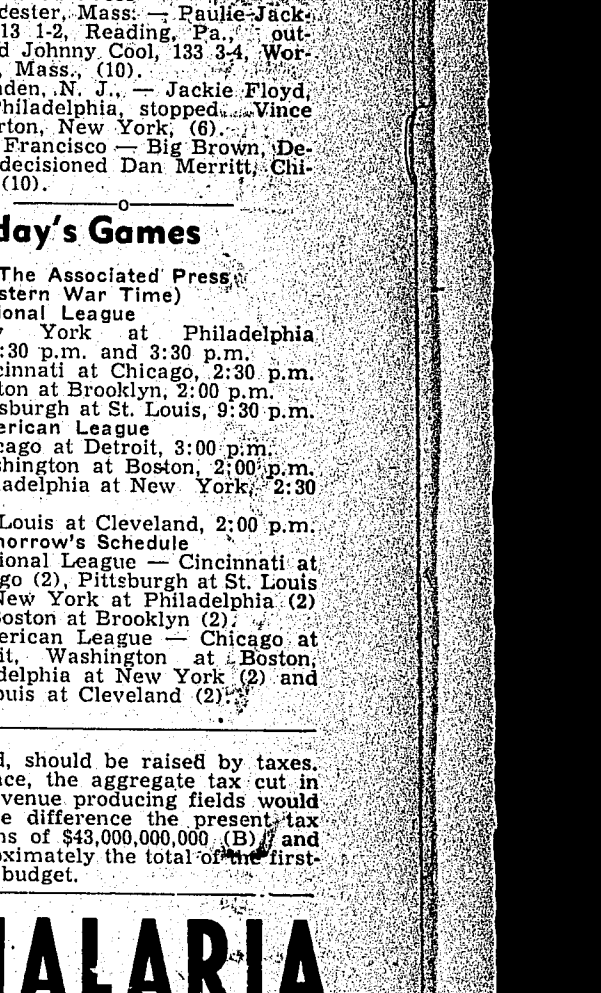 cester, Mass. — Paulie Jack-
13 1-2, Reading, Pa., out-
d Johnny Cool, 133 3-4, Wor-
, Mass., (10).
nden, N. J., — Jackie Floyd,
Philadelphia, stopped Vince
rton, New York, (6).
Francisco — Big Brown, De-
decisioned Dan Merritt, Chi-
(10).
day's Games
The Associated Press
stern War Time)
ional League
York at Philadelphia
:30 p.m. and 3:30 p.m.
cinnati at Chicago, 2:30 p.m.
ton at Brooklyn, 2:00 p.m.
sburgh at St. Louis, 9:30 p.m.
erican League
cago at Detroit, 3:00 p.m.
shington at Boston, 2:00 p.m.
adelphia at New York, 2:30
Louis at Cleveland, 2:00 p.m.
morrow's Schedule
ional League — Cincinnati at
go (2), Pittsburgh at St. Louis
New York at Philadelphia (2)
Boston at Brooklyn (2).
erican League — Chicago at
it, Washington at Boston,
delphia at New York (2) and
ouis at Cleveland (2).
d, should be raised by taxes.
ace, the aggregate tax cut in
venue producing fields would
e difference the present tax
ns of $43,000,000,000 (B) and
oximately the total of the first-
budget.
MALARIA